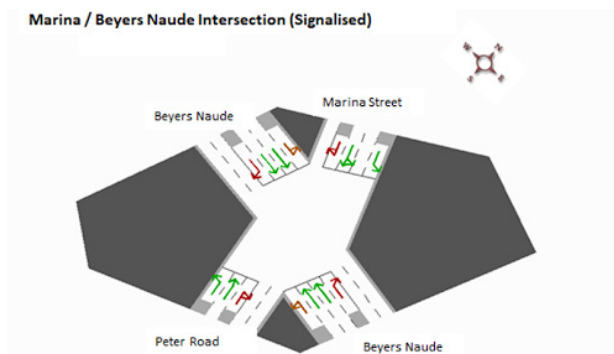 Marina / Beyers Naude Intersection (Signalised)
Marina Street
Beyers Naude
Peter Road
Beyers Naude